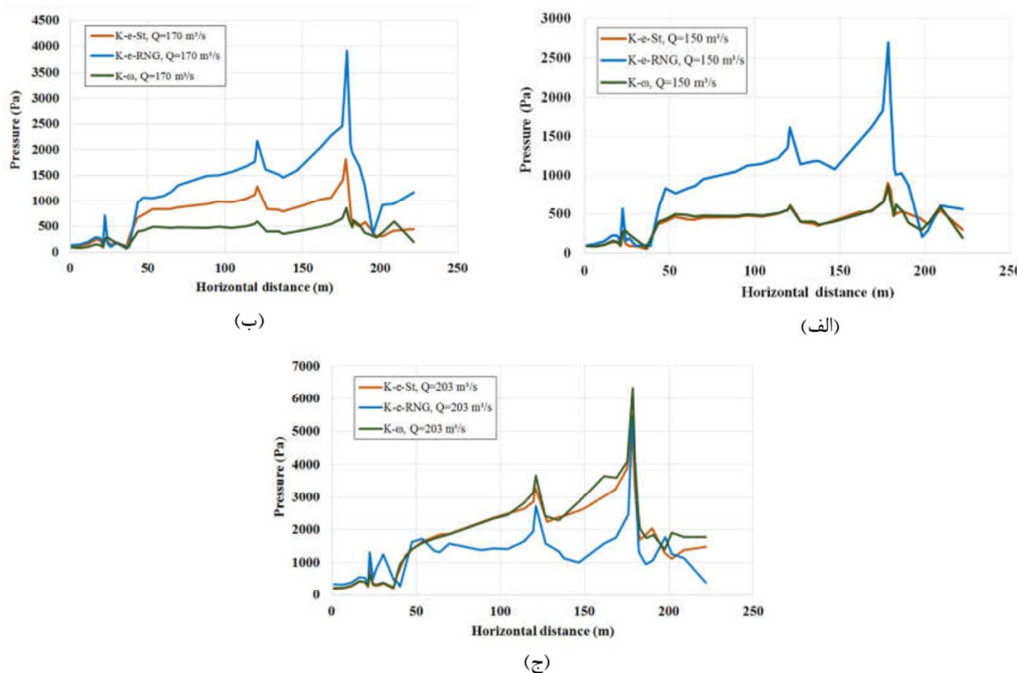 5000
4500
4000
3500
3000
2500
2000
1500
1000
500
0
Pressure (Pa)
K-e-St, Q=170 m³/s
K-e-RNG, Q=170 m³/s
K-ω, Q=170 m³/s
0 50 100 150 200 250
Horizontal distance (m)
(ب)
3000
2500
2000
1500
1000
500
0
Pressure (Pa)
K-e-St, Q=150 m³/s
K-e-RNG, Q=150 m³/s
K-ω, Q=150 m³/s
0 50 100 150 200 250
Horizontal distance (m)
(الف)
7000
6000
5000
4000
3000
2000
1000
0
Pressure (Pa)
K-e-St, Q=203 m³/s
K-e-RNG, Q=203 m³/s
K-ω, Q=203 m³/s
0 50 100 150 200 250
Horizontal distance (m)
(ج)